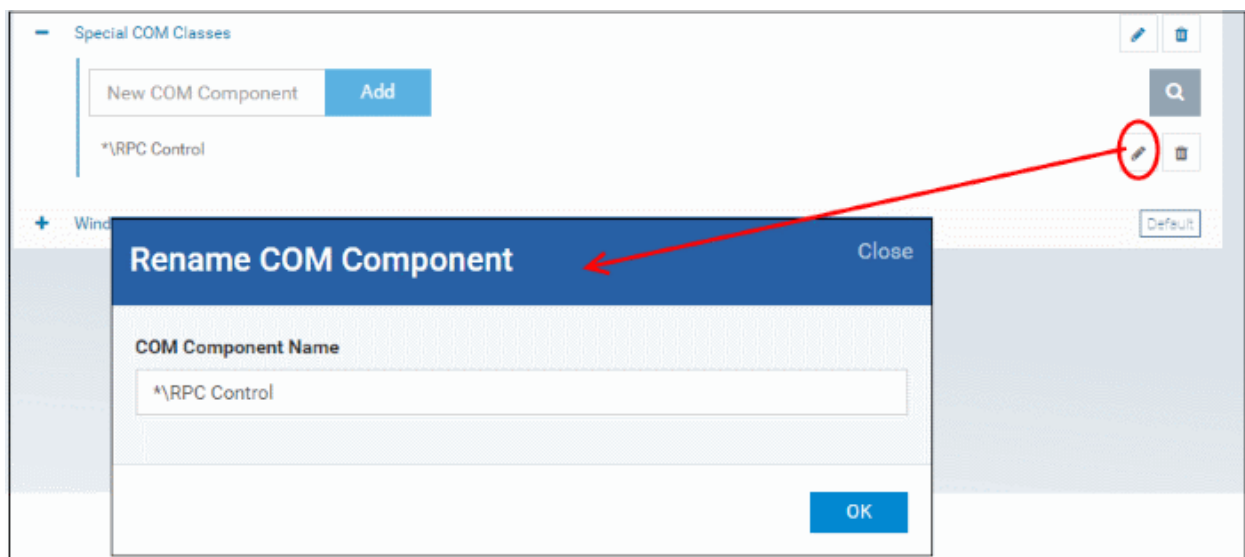 Special COM Classes
New COM Component
Add
*\RPC Control
Wind
Default
Rename COM Component
Close
COM Component Name
*\RPC Control
OK